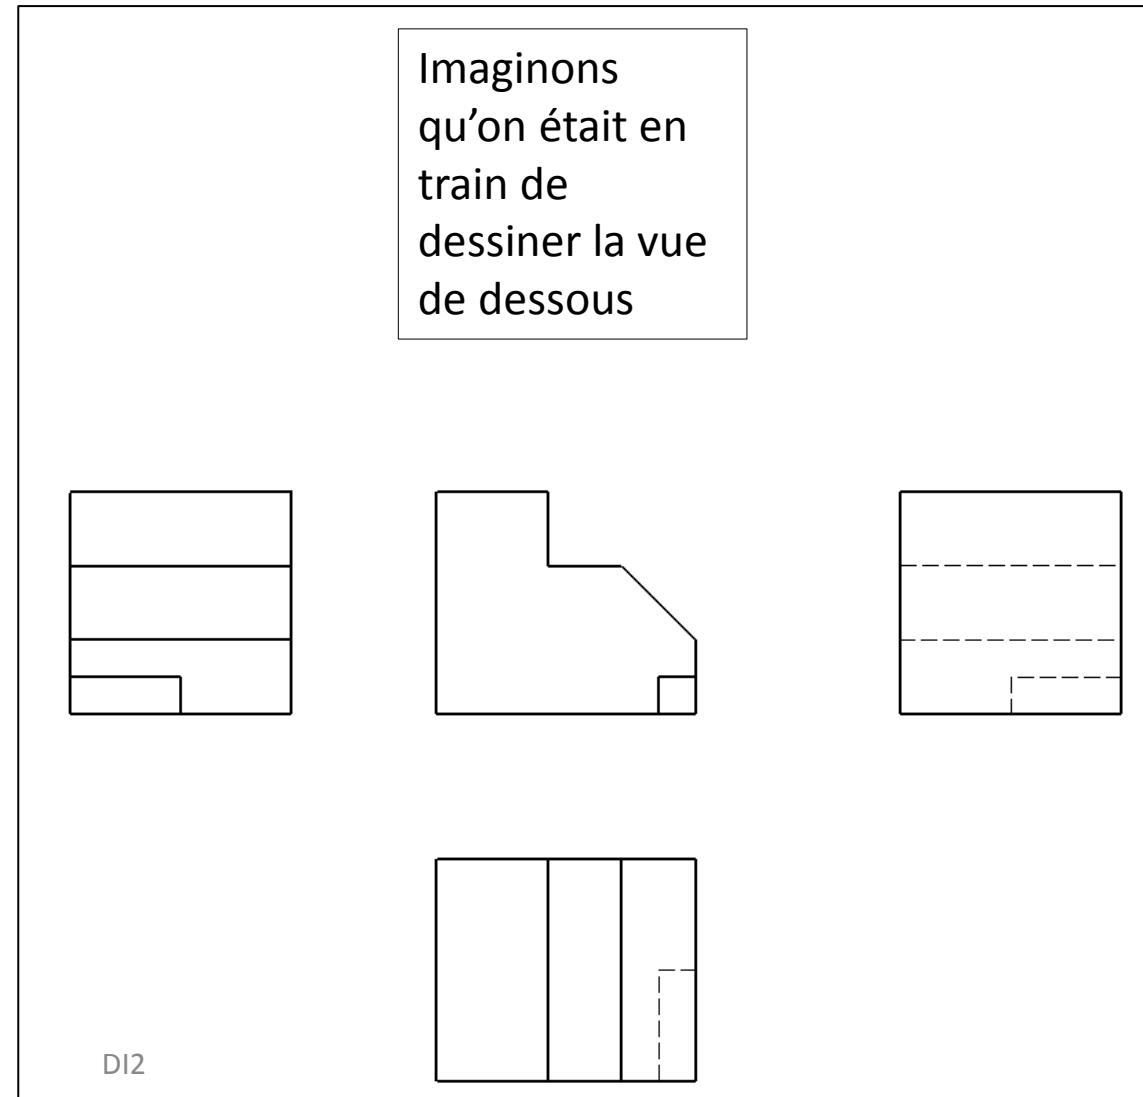 Imaginons
qu’on était en
train de
dessiner la vue
de dessous
DI2